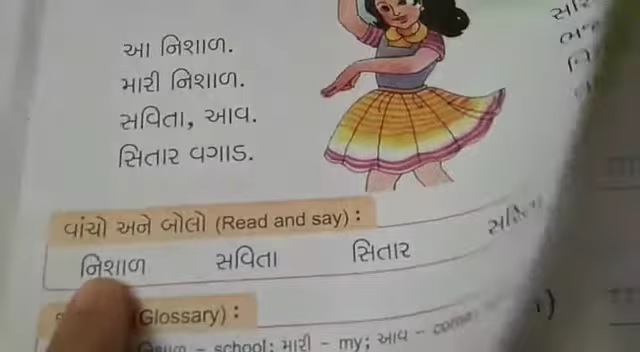 આ નિશાળ.
મારી નિશાળ.
સવિતા, આવ.
સિતાર વગાડ.
વાંચો અને બોલો (Read and say) :
નિશાળ સવિતા સિતાર
(Glossary) :
નિશાળ – school; મારી – my; આવ – come